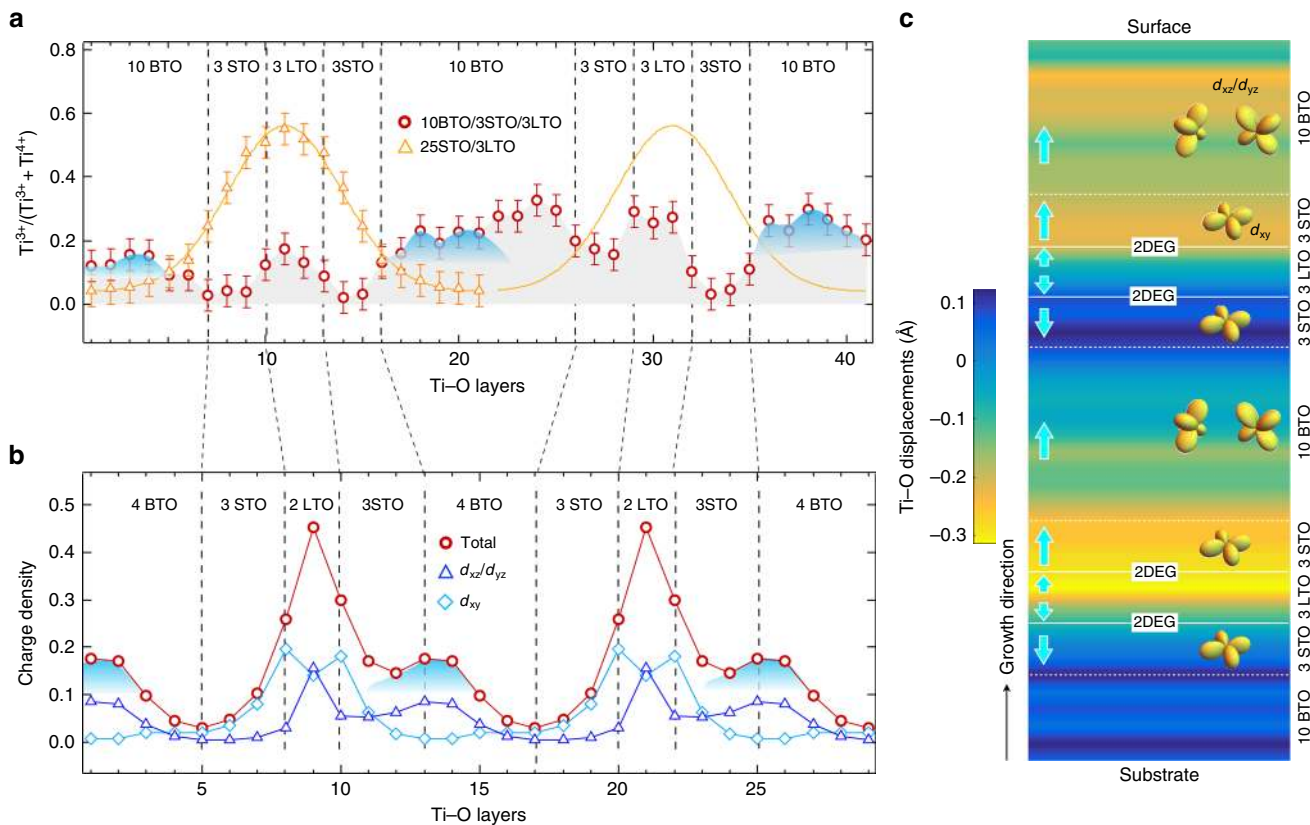 a
0.8
0.6
0.4
0.2
0.0
Ti3+/(Ti3+ + Ti4+)
10 BTO 3 STO 3 LTO 3STO 10 BTO 3 STO 3 LTO 3STO 10 BTO
10BTO/3STO/3LTO
25STO/3LTO
10 20 30 40
Ti–O layers
b
0.5
0.4
0.3
0.2
0.1
0.0
Charge density
4 BTO 3 STO 2 LTO 3STO 4 BTO 3 STO 2 LTO 3STO 4 BTO
Total
dxz/dyz
dxy
5 10 15 20 25
Ti–O layers
c
Surface
dxz/dyz
dxy
2DEG
2DEG
2DEG
2DEG
Substrate
10 BTO
3 STO
3 LTO
3 STO
10 BTO
3 STO
3 LTO
3 STO
10 BTO
0.1
0
–0.1
–0.2
–0.3
Ti–O displacements (Å)
Growth direction